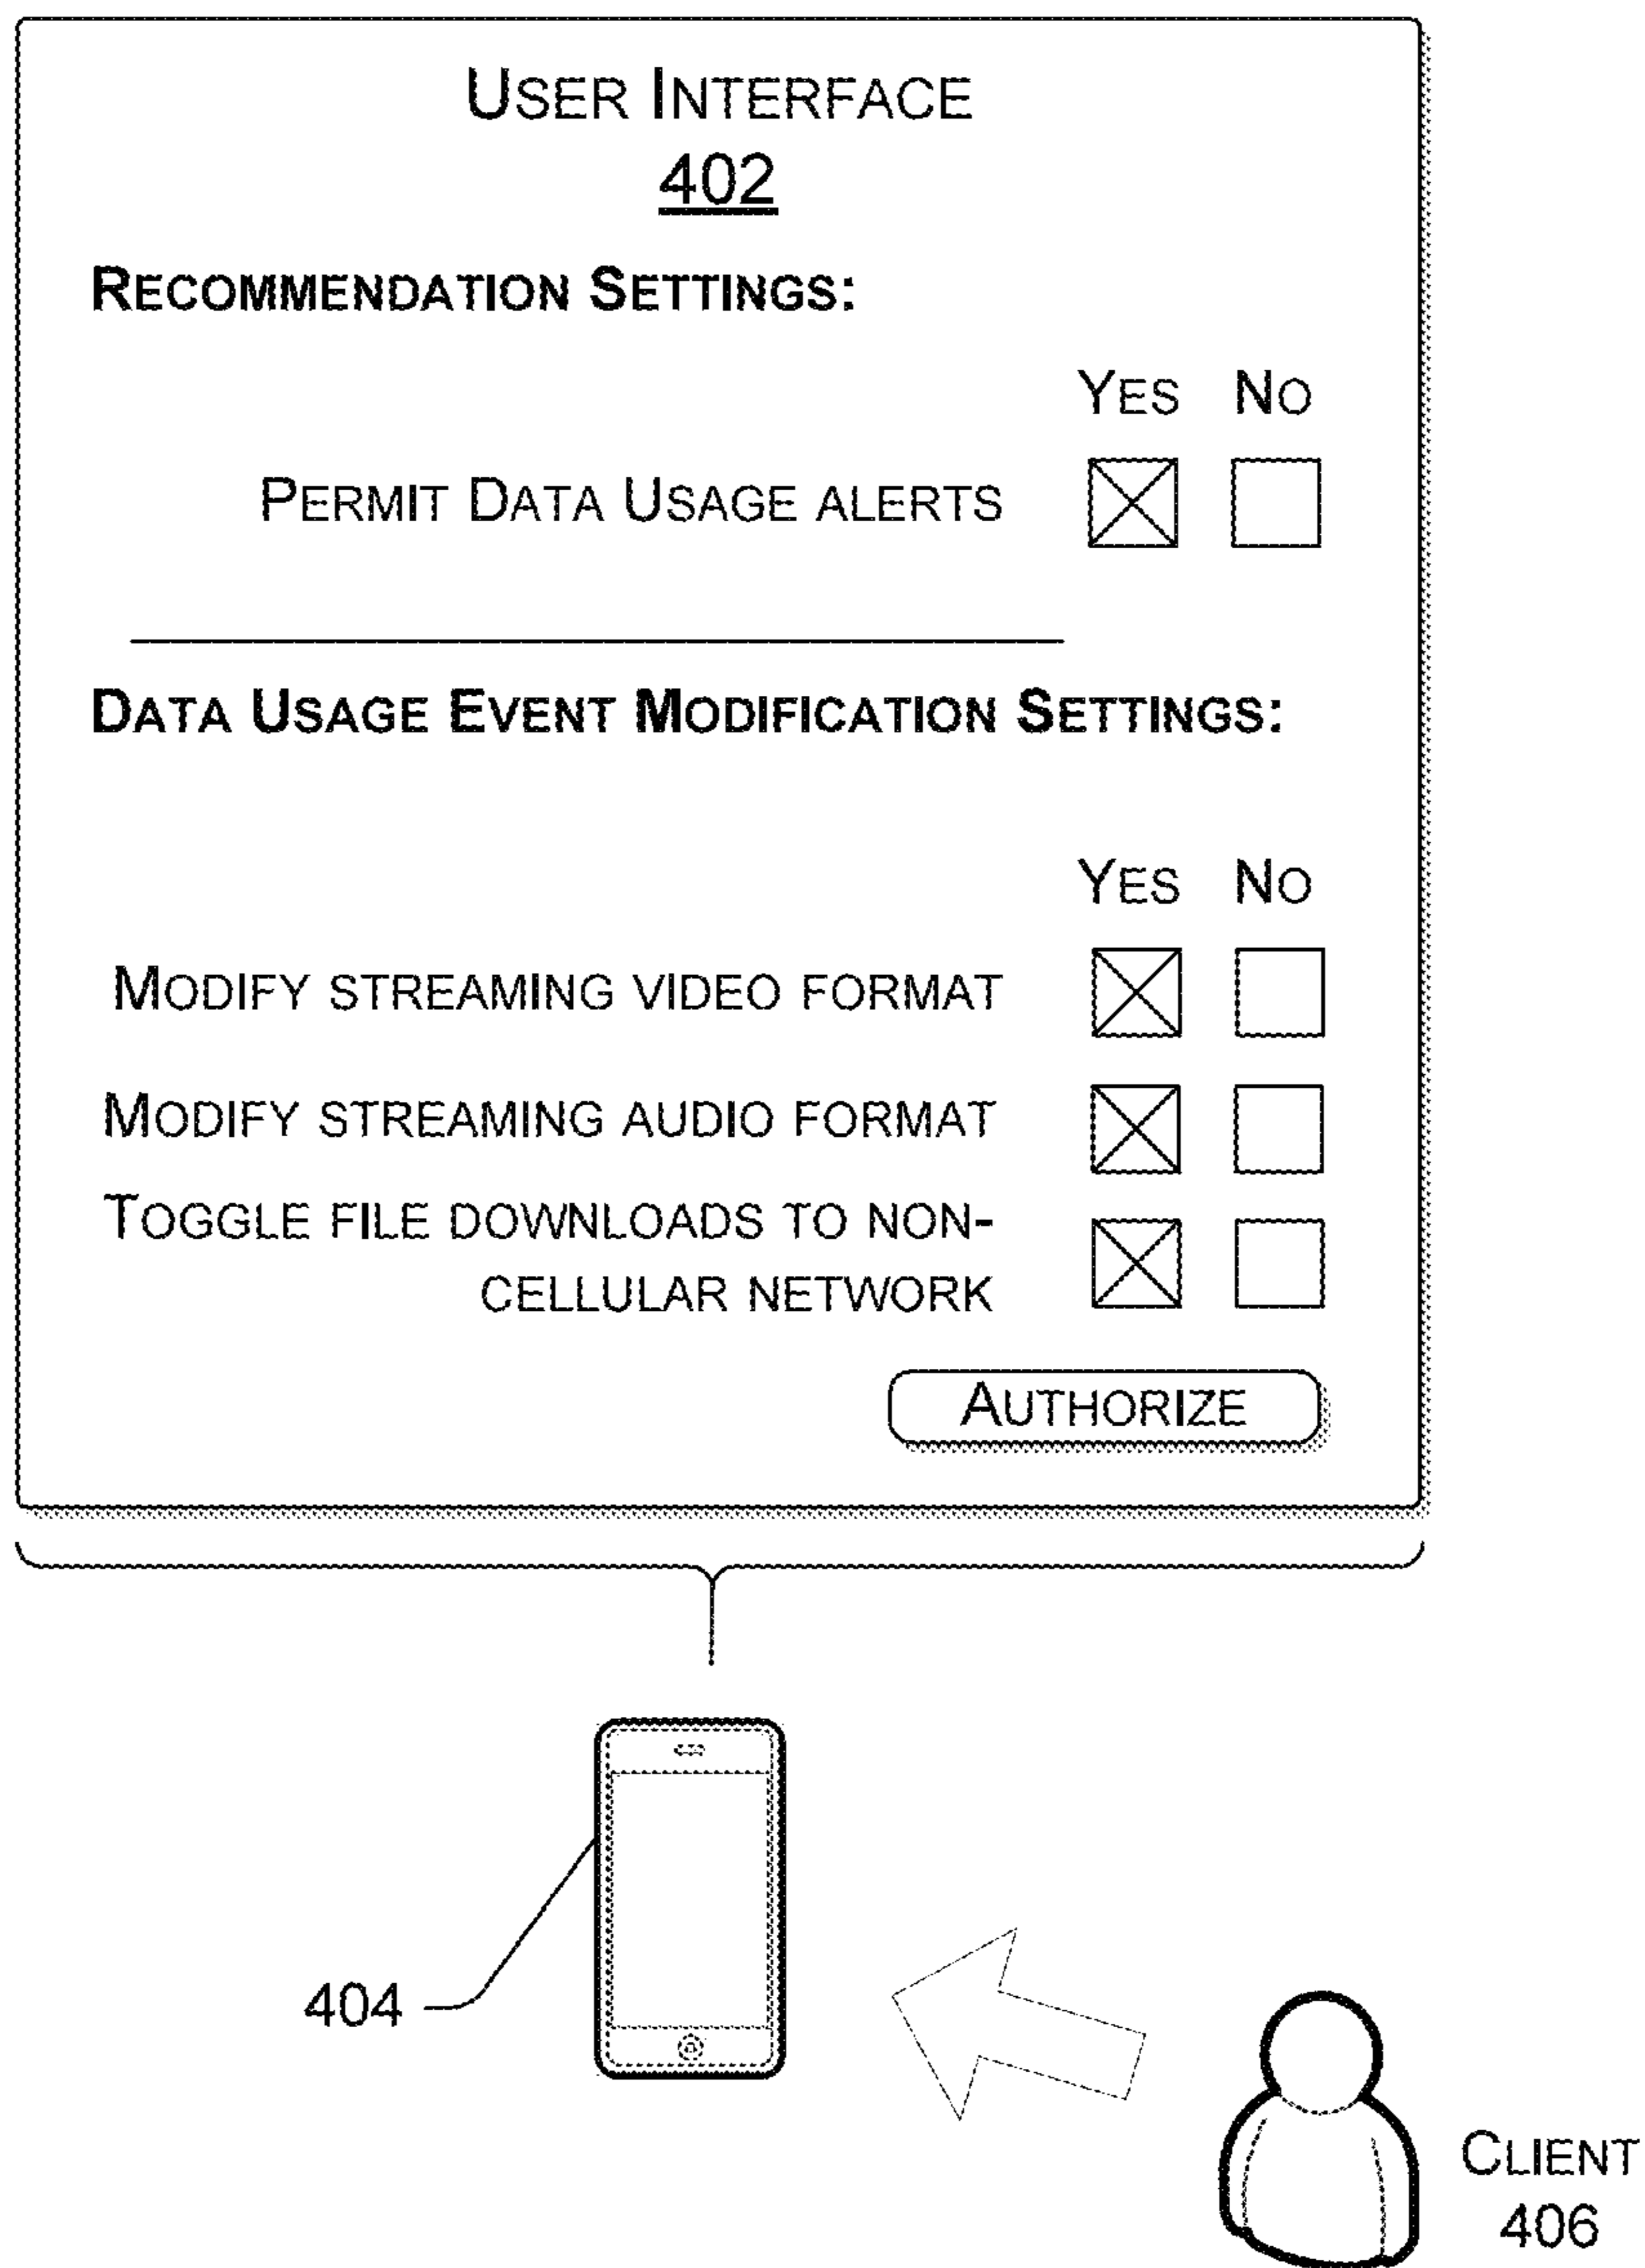 USER INTERFACE
402
RECOMMENDATION SETTINGS:
YES NO
PERMIT DATA USAGE ALERTS
DATA USAGE EVENT MODIFICATION SETTINGS:
YES NO
MODIFY STREAMING VIDEO FORMAT
MODIFY STREAMING AUDIO FORMAT
TOGGLE FILE DOWNLOADS TO NON-
CELLULAR NETWORK
AUTHORIZE
404
CLIENT
406